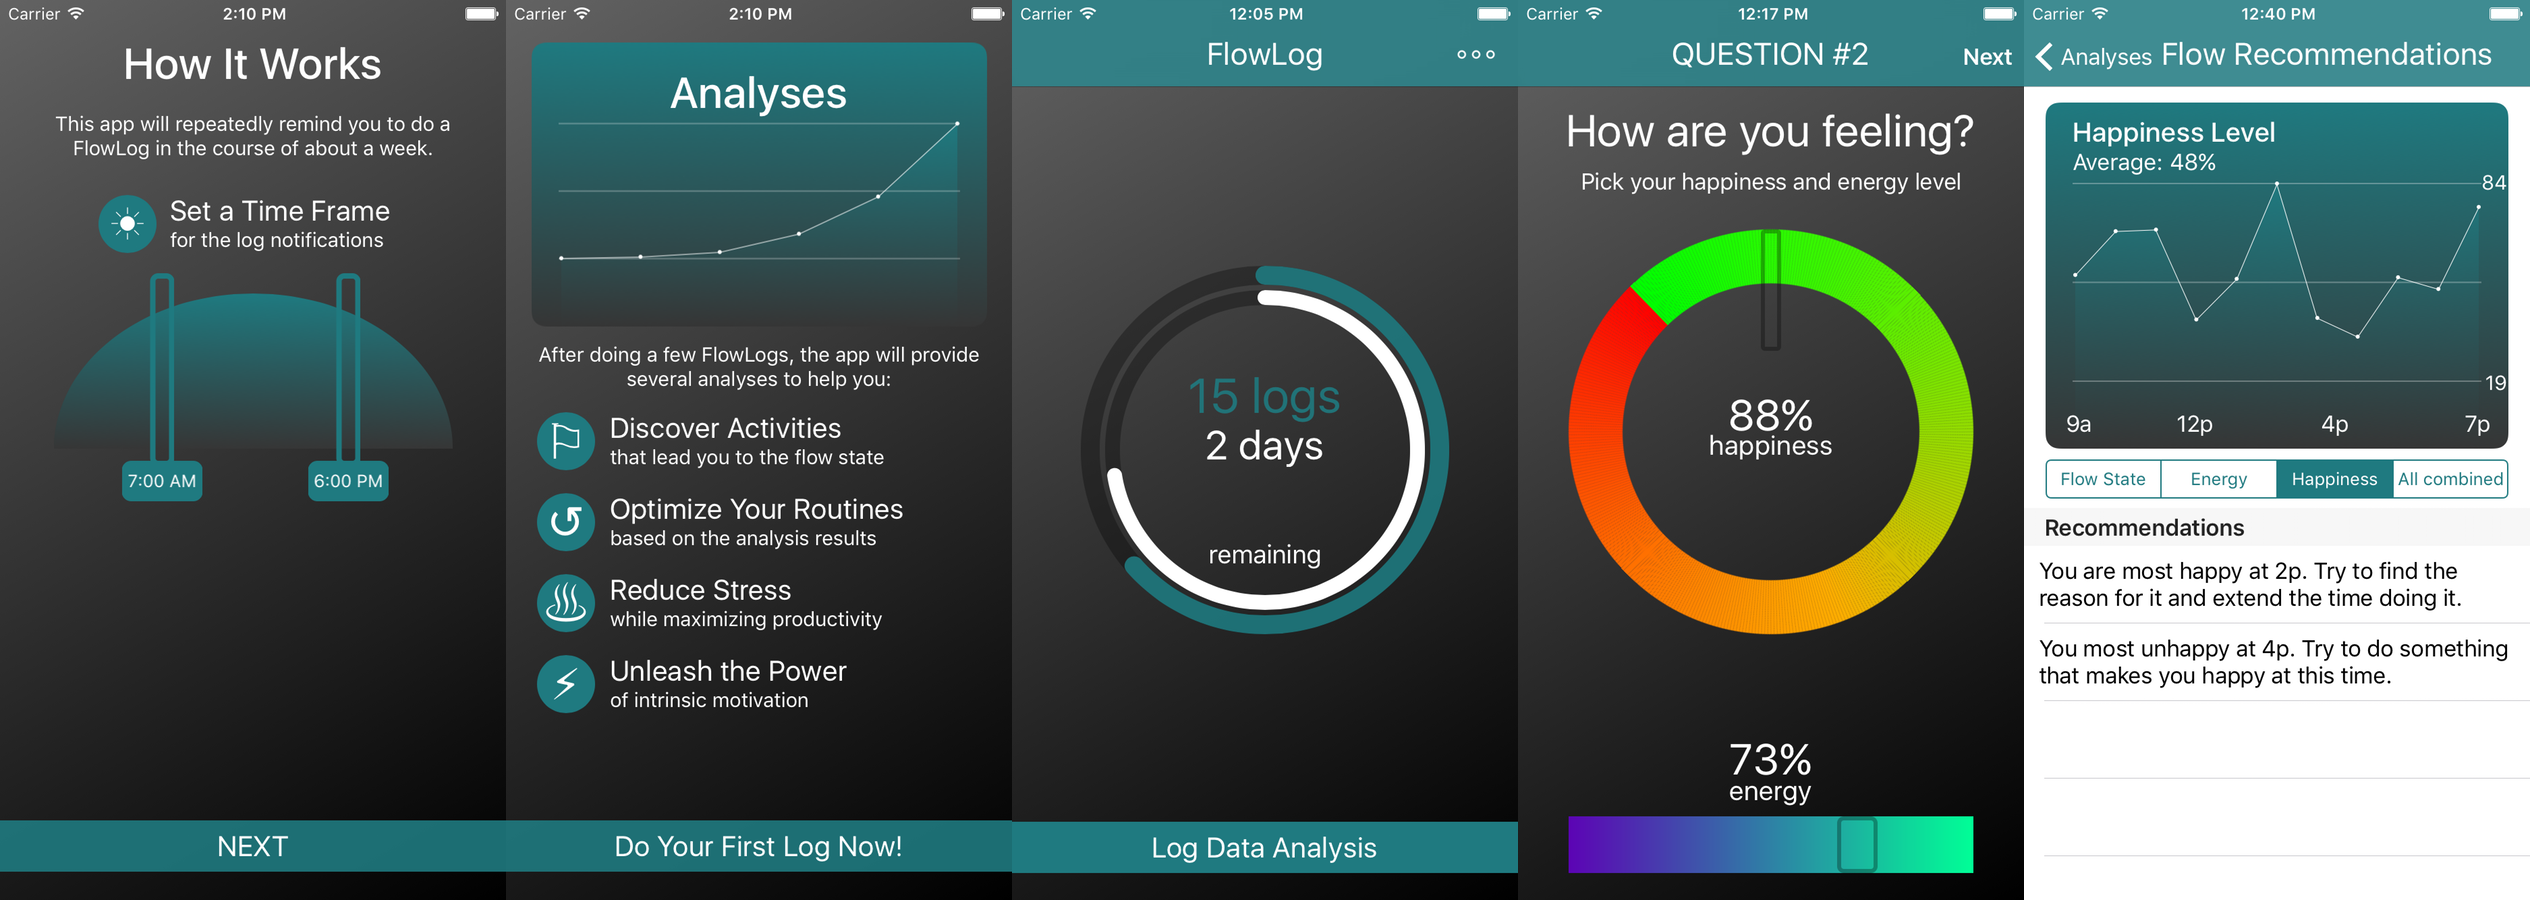 Carrier 2:10 PM
How It Works
This app will repeatedly remind you to do a
FlowLog in the course of about a week.
Set a Time Frame
for the log notifications
7:00 AM 6:00 PM
NEXT
Carrier 2:10 PM
Analyses
After doing a few FlowLogs, the app will provide
several analyses to help you:
Discover Activities
that lead you to the flow state
Optimize Your Routines
based on the analysis results
Reduce Stress
while maximizing productivity
Unleash the Power
of intrinsic motivation
Do Your First Log Now!
Carrier 12:05 PM
FlowLog
15 logs
2 days
remaining
Log Data Analysis
Carrier 12:17 PM
QUESTION #2 Next
How are you feeling?
Pick your happiness and energy level
88%
happiness
73%
energy
Carrier 12:40 PM
Analyses Flow Recommendations
Happiness Level
Average: 48%
84
19
9a 12p 4p 7p
Flow State Energy Happiness All combined
Recommendations
You are most happy at 2p. Try to find the
reason for it and extend the time doing it.
You most unhappy at 4p. Try to do something
that makes you happy at this time.